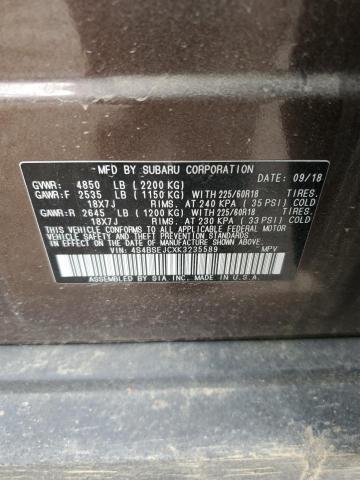 MFD BY SUBARU CORPORATION
GVWR: 4850 LB (2200 KG) DATE: 09/18
GAWR:F 2535 LB (1150 KG) WITH 225/60R18 TIRES.
18X7J RIMS. AT 240 KPA (35 PSI) COLD
GAWR:R 2645 LB (1200 KG) WITH 225/60R18 TIRES.
18X7J RIMS. AT 230 KPA (33 PSI) COLD
THIS VEHICLE CONFORMS TO ALL APPLICABLE FEDERAL MOTOR
VEHICLE SAFETY AND THEFT PREVENTION STANDARDS
IN EFFECT ON THE DATE OF MANUFACTURE SHOWN ABOVE.
VIN: 4S4BSEJCXK3235589 MPV
ASSEMBLED BY SIA INC. MADE IN U.S.A.